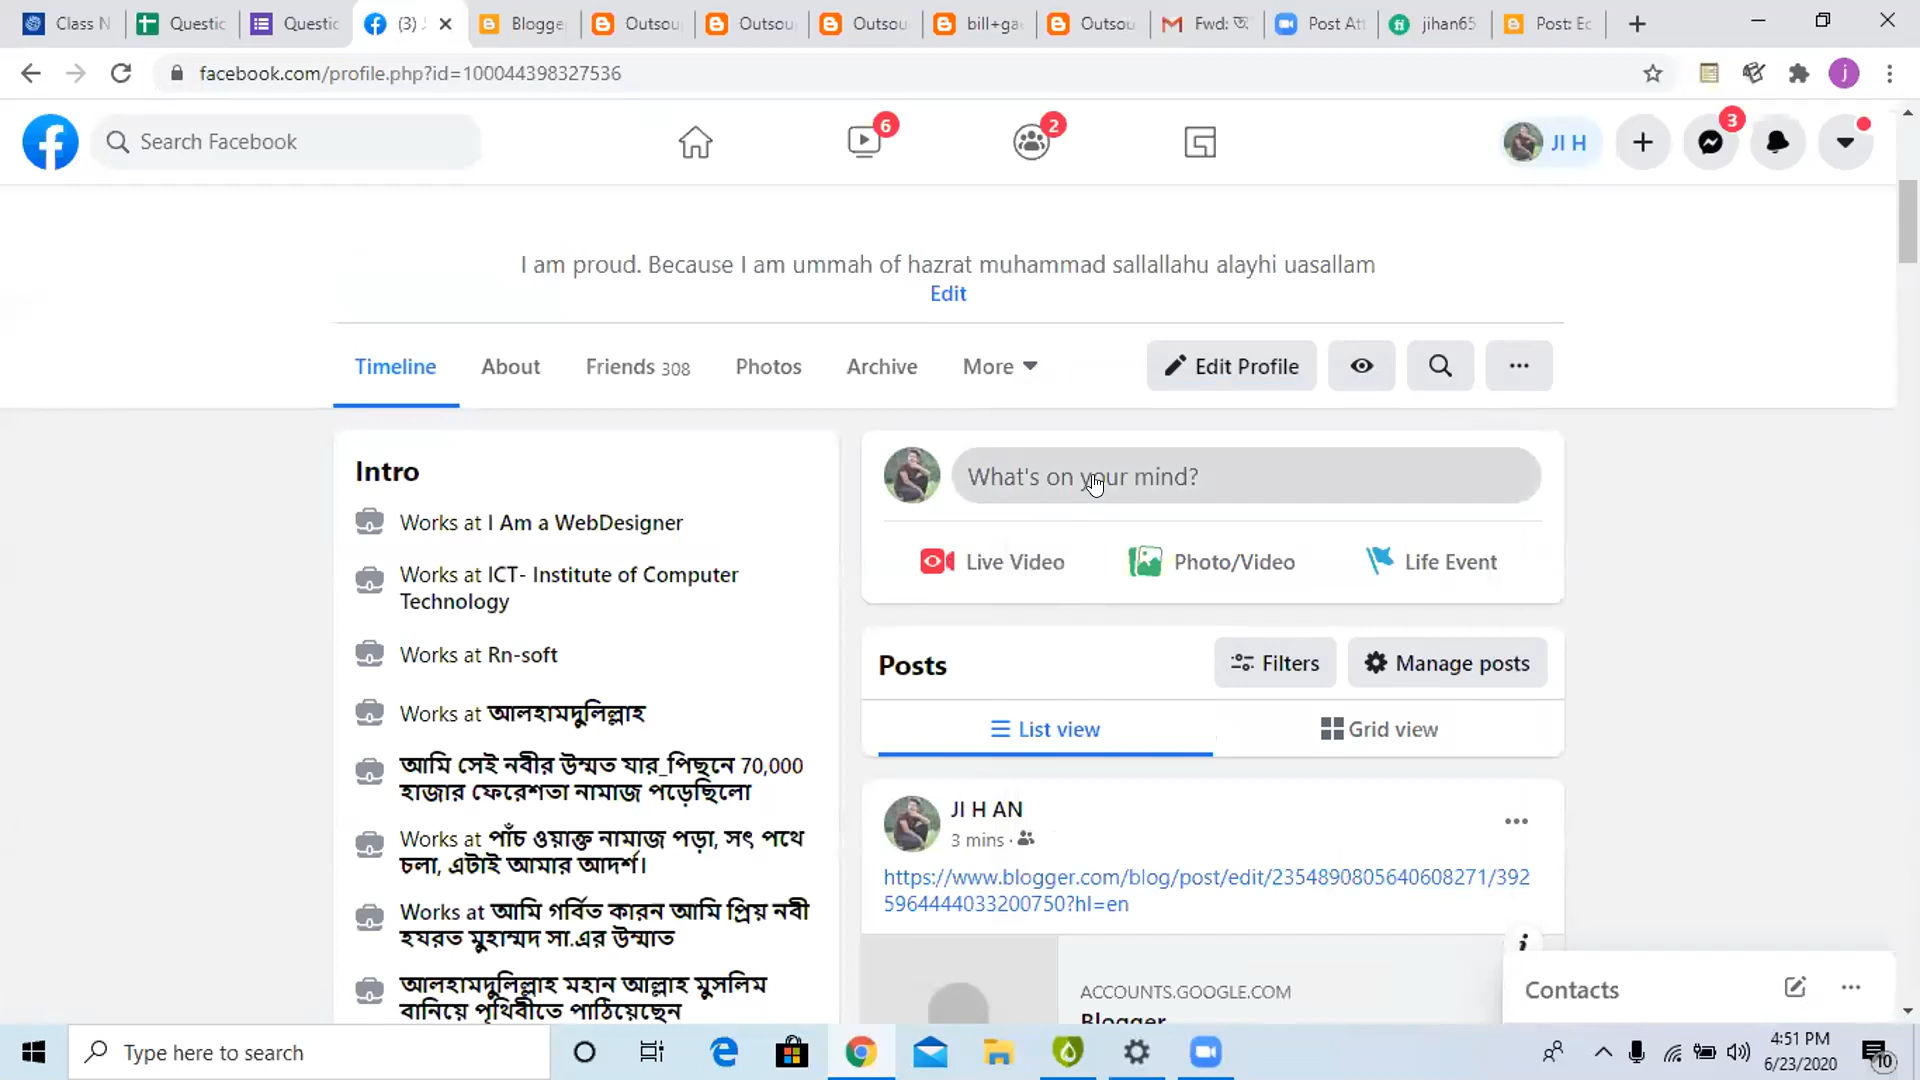 Class N
Questic
Questic
(3)
Blogge
Outsou
Outsou
Outsou
bill+ga
Outsou
Fwd: জ
Post Att
jihan65
Post: Ec
facebook.com/profile.php?id=100044398327536
Search Facebook
6
2
JI H
3
I am proud. Because I am ummah of hazrat muhammad sallallahu alayhi uasallam
Edit
Timeline
About
Friends 308
Photos
Archive
More
Edit Profile
Intro
Works at I Am a WebDesigner
Works at ICT- Institute of Computer
Technology
Works at Rn-soft
Works at আলহামদুলিল্লাহ
আমি সেই নবীর উম্মত যার_পিছনে 70,000
হাজার ফেরেশতা নামাজ পড়েছিলো
Works at পাঁচ ওয়াক্ত নামাজ পড়া, সৎ পথে
চলা, এটাই আমার আদর্শ।
Works at আমি গর্বিত কারন আমি প্রিয় নবী
হযরত মুহাম্মদ সা.এর উম্মাত
আলহামদুলিল্লাহ মহান আল্লাহ মুসলিম
বানিয়ে পৃথিবীতে পাঠিয়েছেন
What's on your mind?
Live Video
Photo/Video
Life Event
Posts
Filters
Manage posts
List view
Grid view
JI H AN
3 mins ·
https://www.blogger.com/blog/post/edit/2354890805640608271/392
5964444033200750?hl=en
ACCOUNTS.GOOGLE.COM
Blogger
Contacts
Type here to search
4:51 PM
6/23/2020
10